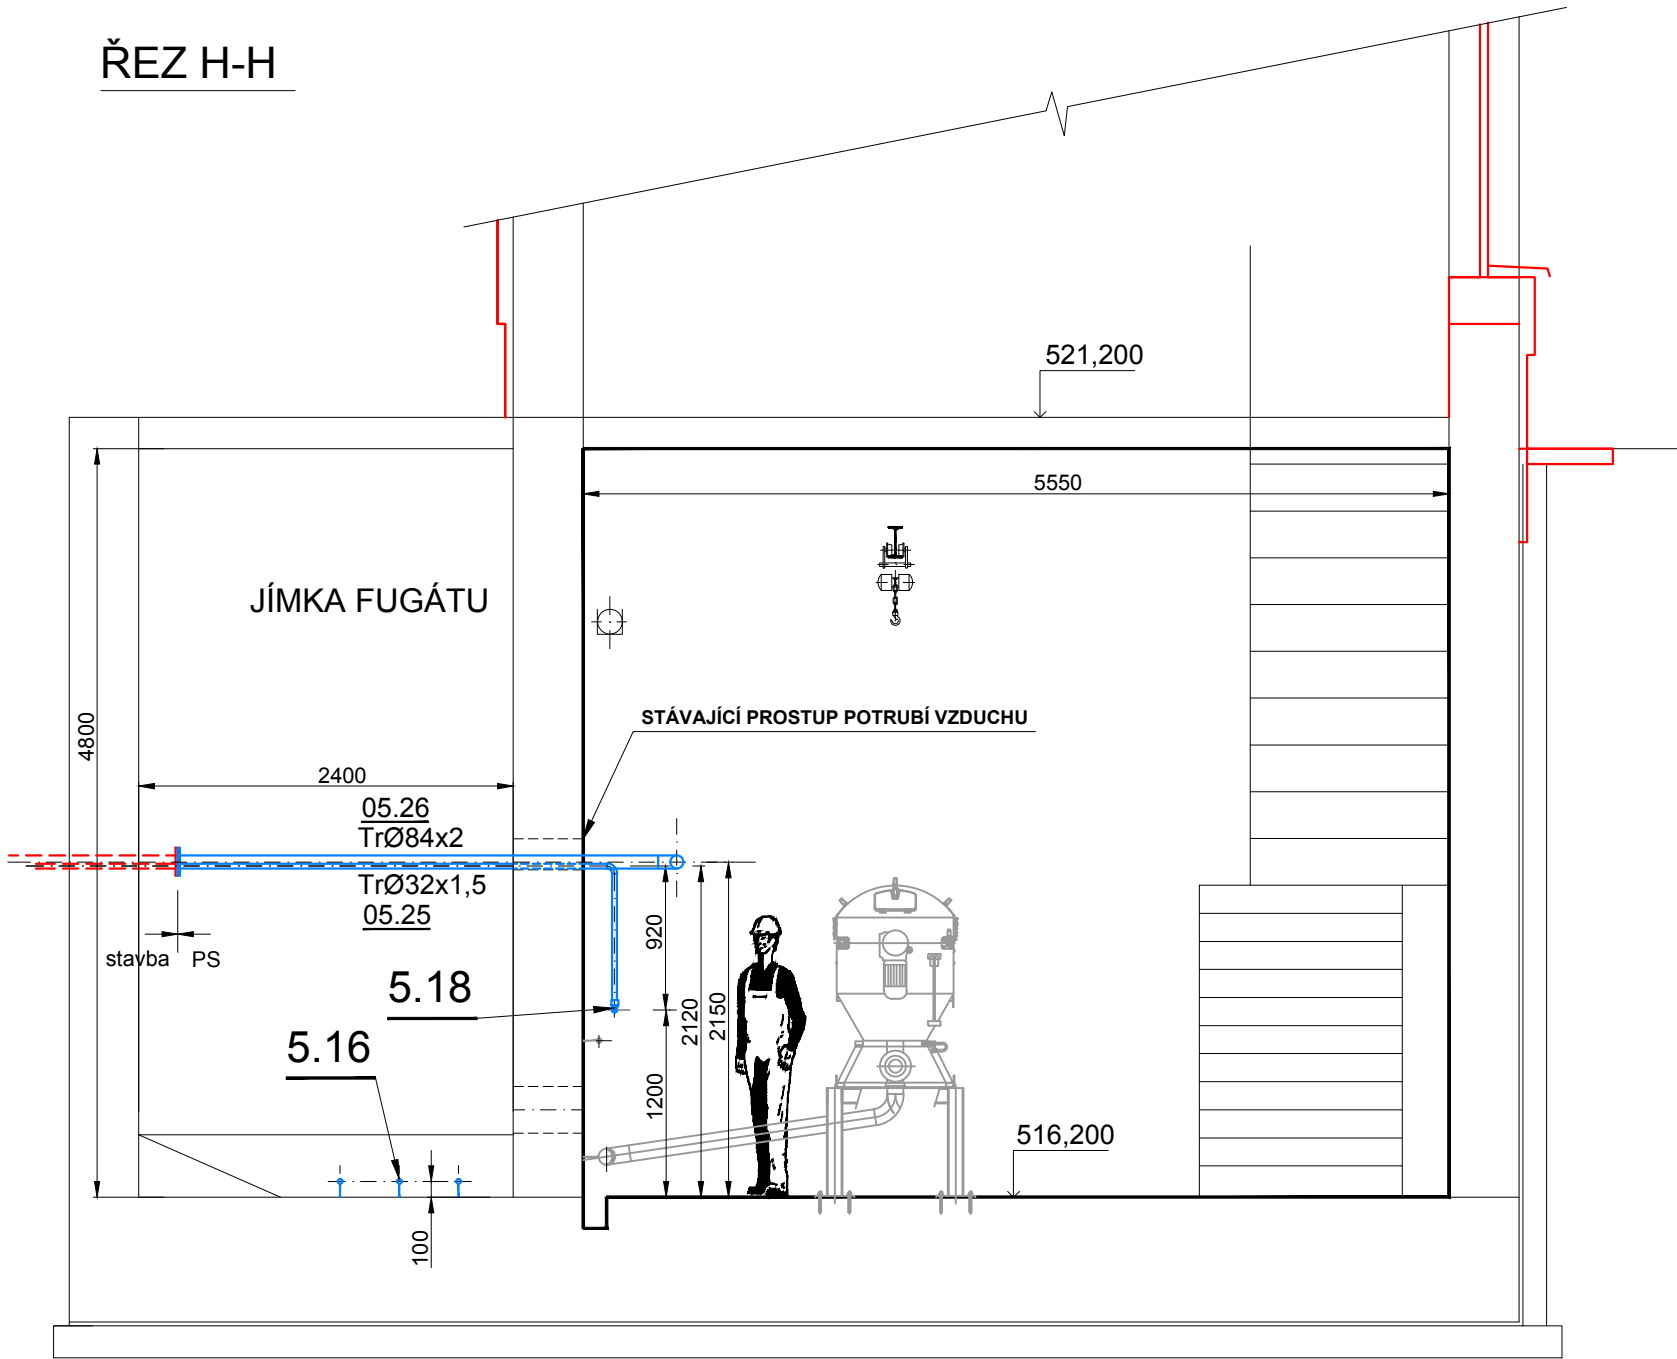 ŘEZ H-H
521,200
5550
JÍMKA FUGÁTU
STÁVAJÍCÍ PROSTUP POTRUBÍ VZDUCHU
4800
2400
05.26
TrØ84x2
TrØ32x1,5
05.25
stavba
PS
920
5.18
2120
2150
5.16
1200
516,200
100